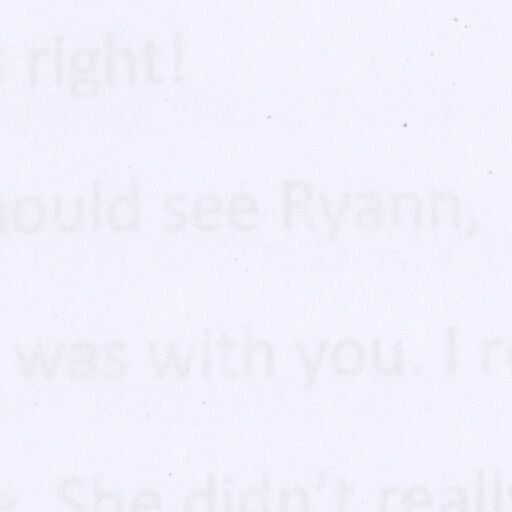 right!
ould see Ryann,
was with you. I
She didn't really